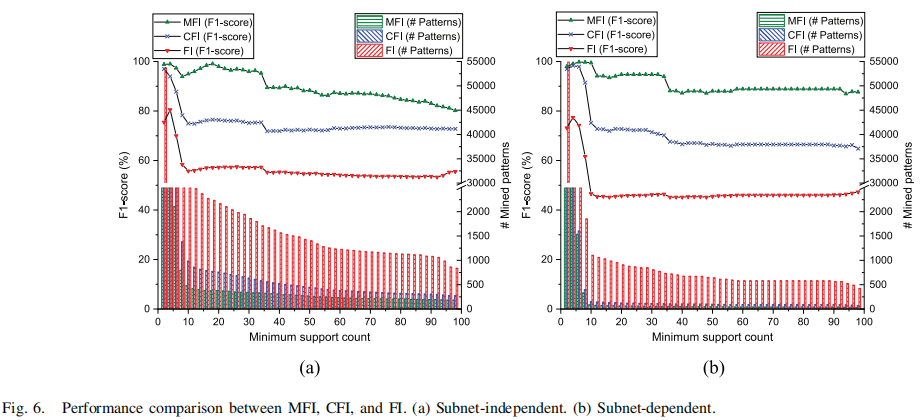 MFI (F1-score)
CFI (F1-score)
FI (F1-score)
MFI (# Patterns)
CFI (# Patterns)
FI (# Patterns)
100
80
60
40
20
0
F1-score (%)
55000
50000
45000
40000
35000
30000
2000
1500
1000
500
0
# Mined patterns
0 10 20 30 40 50 60 70 80 90 100
Minimum support count
(a)
MFI (F1-score)
CFI (F1-score)
FI (F1-score)
MFI (# Patterns)
CFI (# Patterns)
FI (# Patterns)
100
80
60
40
20
0
F1-score (%)
55000
50000
45000
40000
35000
30000
2000
1500
1000
500
0
# Mined patterns
0 10 20 30 40 50 60 70 80 90 100
Minimum support count
(b)
Fig. 6. Performance comparison between MFI, CFI, and FI. (a) Subnet-independent. (b) Subnet-dependent.